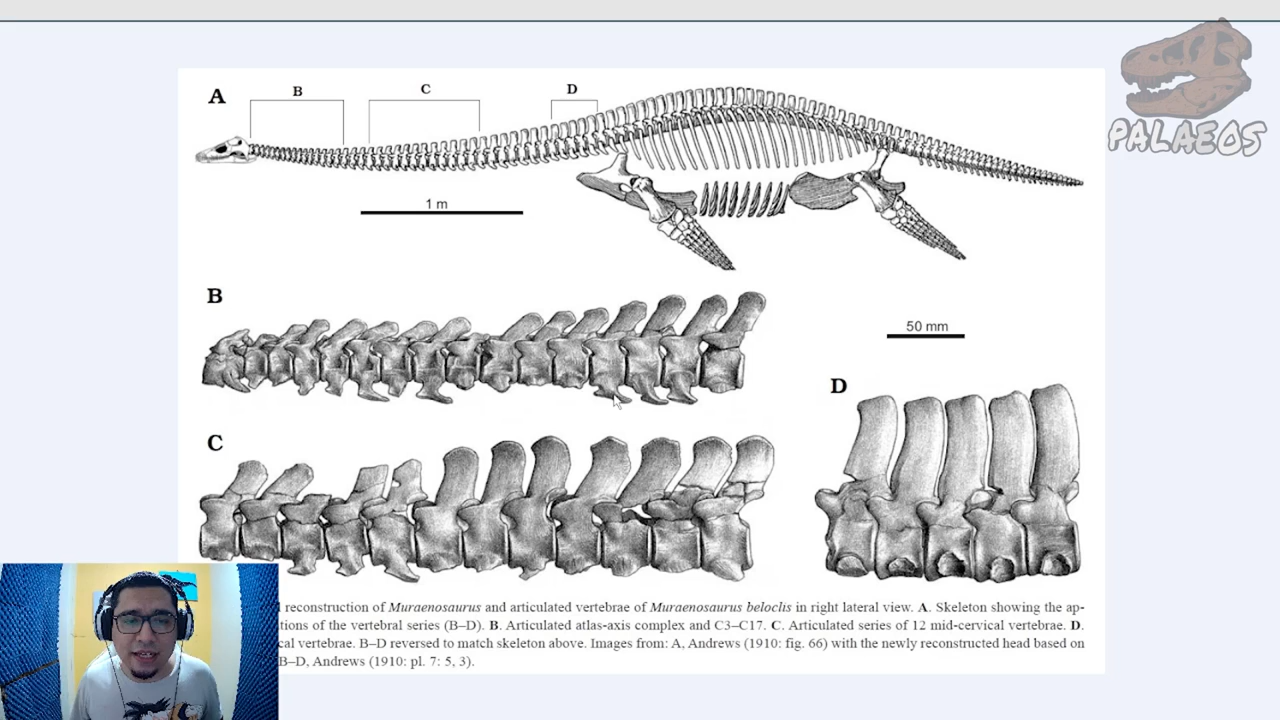 PALAEOS
A
B
C
D
1 m
B
50 mm
D
C
reconstruction of Muraenosaurus and articulated vertebrae of Muraenosaurus beloclis in right lateral view. A. Skeleton showing the ap-
tions of the vertebral series (B–D). B. Articulated atlas-axis complex and C3–C17. C. Articulated series of 12 mid-cervical vertebrae. D.
cal vertebrae. B–D reversed to match skeleton above. Images from: A, Andrews (1910: fig. 66) with the newly reconstructed head based on
B–D, Andrews (1910: pl. 7: 5, 3).